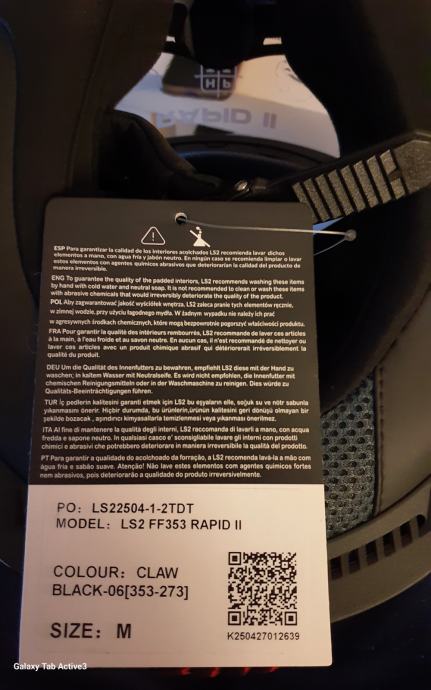 RAPID II
ESP Para garantizar la calidad de los interiores acolchados LS2 recomienda lavar dichos
elementos a mano, con agua fria y jabón neutro. En ningún caso se recomienda limpiar o lavar
estos elementos con agentes químicos abrasivos que deteriorarían la calidad del producto de
manera irreversible.
ENG To guarantee the quality of the padded interiors, LS2 recommends washing these items
by hand with cold water and neutral soap. It is not recommended to clean or wash those items
with abrasive chemicals that would irreversibly deteriorate the quality of the products.
POL Aby zagwarantować jakość wyściółek wnętrza, LS2 zaleca pranie tych elementów ręcznie,
w zimnej wodzie, przy użyciu łagodnego mydła. W żadnym wypadku nie należy ich prać
w agresywnych środkach chemicznych, które mogą bezpowrotnie pogorszyć właściwości produktu.
FRA Pour garantir la qualité des intérieurs rembourrés, LS2 recommande de laver ces articles
à la main, à l'eau froide et au savon neutre. En aucun cas, il n'est recommandé de nettoyer ou
laver ces articles avec un produit chimique abrasif qui détériorerait irréversiblement la
qualité du produit.
DEU Um die Qualität des Innenfutters zu bewahren, empfiehlt LS2 diese mit der Hand zu
waschen; in kaltem Wasser mit Neutralseife. Es wird nicht empfohlen, die Innenfutter mit
chemischen Reinigungsmitteln oder in der Waschmaschine zu reinigen. Dies würde zu
Qualitäts-Beeinträchtigungen führen.
TUR İç pedlerin kalitesini garanti etmek için LS2 bu eşyaların elle, soğuk su ve nötr sabunla
yıkanmasını önerir. Hiçbir durumda, bu ürünlerin,ürünün kalitesini geri dönüşü olmayan bir
şekilde bozacak , aşındırıcı kimyasallarla temizlenmesi veya yıkanması önerilmez.
ITA Al fine di mantenere la qualità degli interni, LS2 raccomanda di lavarli a mano, con acqua
fredda e sapone neutro. In qualsiasi caso e' sconsigliabile lavare gli interni con prodotti
chimici e abrasivi che potrebbero deteriorare in maniera irreversibile la qualità del prodotto.
PT Para garantir a qualidade do acolchoado da forração, a LS2 recomenda lavá-la à mão com
água fria e sabão suave. Atenção! Não lave estes elementos com agentes químicos fortes
nem abrasivos, pois deteriorarão a qualidade do produto irreversivelmente.
PO: LS22504-1-2TDT
MODEL: LS2 FF353 RAPID II
COLOUR: CLAW
BLACK-06[353-273]
SIZE: M
K250427012639
Galaxy Tab Active3